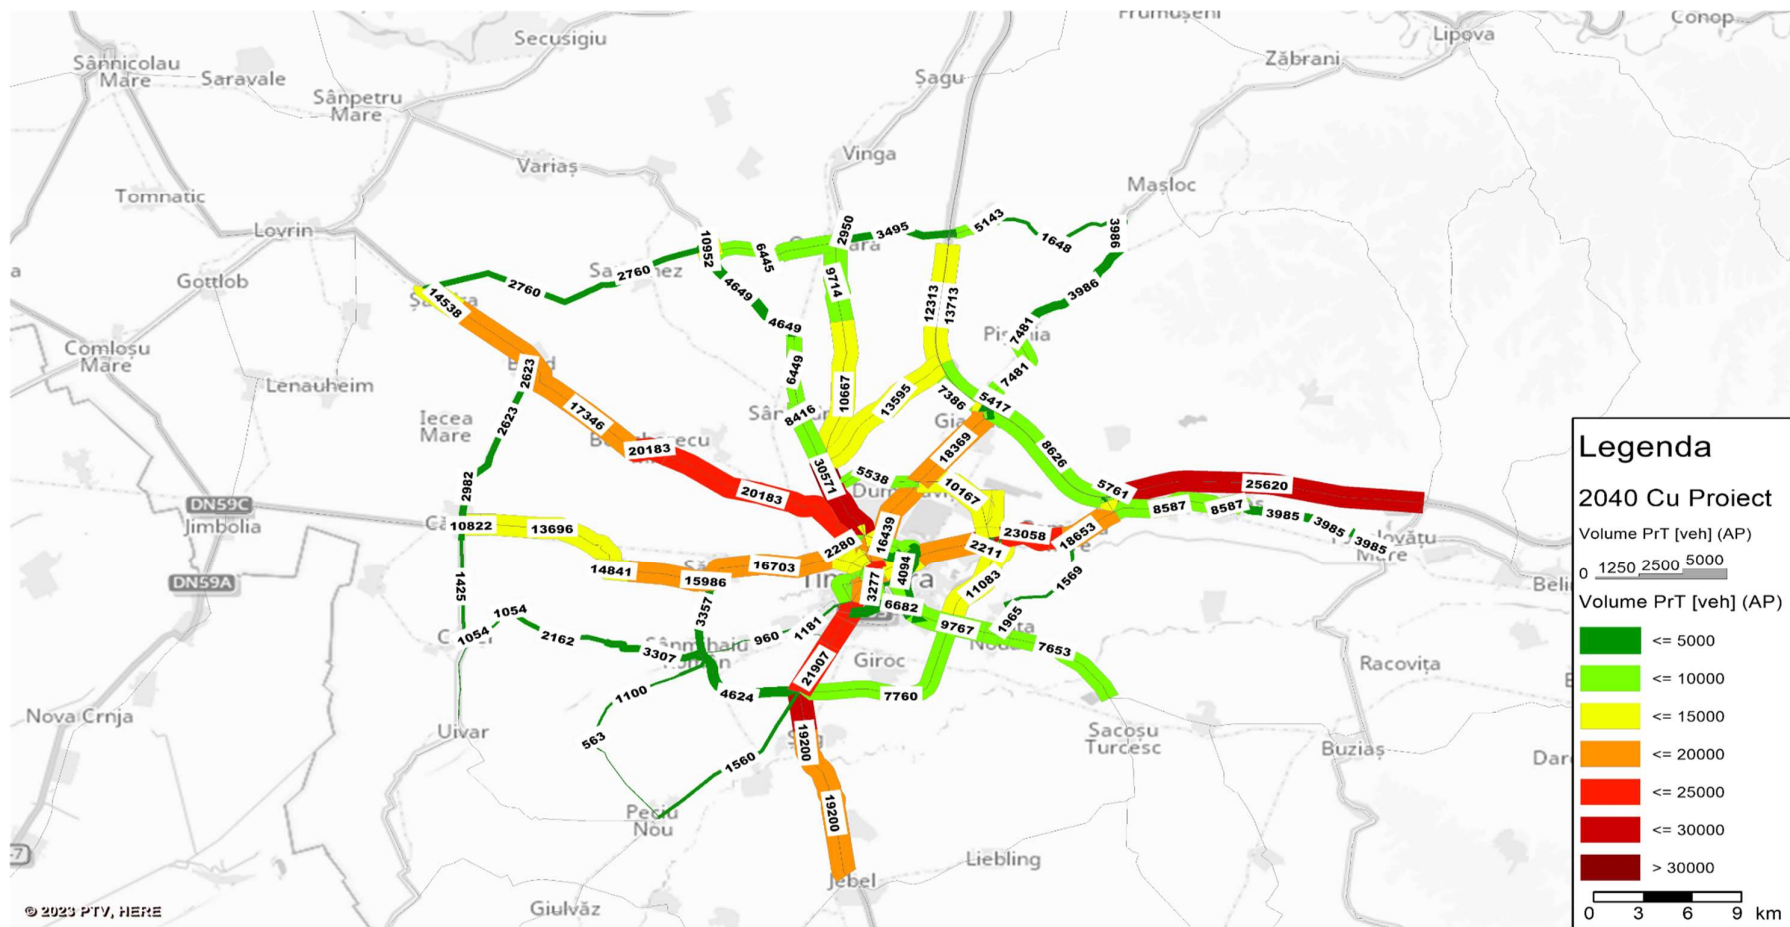 Frumușeni
Conop
Secusigiu
Lipova
Sânnicolau
Mare
Saravale
Zăbrani
Șagu
Sânpetru
Mare
Vinga
Variaș
Mașloc
Tomnatic
Lovrin
2950
3495
5143
3986
10952
6445
1648
2760
4649
9714
Gottlob
2760
3986
14538
12313
13713
4649
7481
Comloșu
Mare
6449
7481
2623
Lenauheim
10667
13595
7386
5417
17346
8416
Iecea
Mare
2623
18369
20183
8626
Legenda
30571
5538
2982
20183
10167
5761
25620
2040 Cu Proiect
DN59C
Jimbolia
8587
8587
3985
3985
3985
10822
13696
16439
23058
18653
Volume PrT [veh] (AP)
2280
2211
0 1250 2500 5000
14841
15986
16703
4094
DN59A
1425
3277
11083
1569
Volume PrT [veh] (AP)
3357
6682
1054
1054
2162
1181
960
9767
1965
<= 5000
3307
7653
21907
Giroc
Racovița
<= 10000
1100
4624
7760
Nova Crnja
<= 15000
Uivar
563
19200
Sacoșu
Turcesc
Buziaș
<= 20000
1560
<= 25000
Peciu
Nou
19200
<= 30000
-7
Liebling
> 30000
Jebel
Giulvăz
© 2023 PTV, HERE
0 3 6 9 km